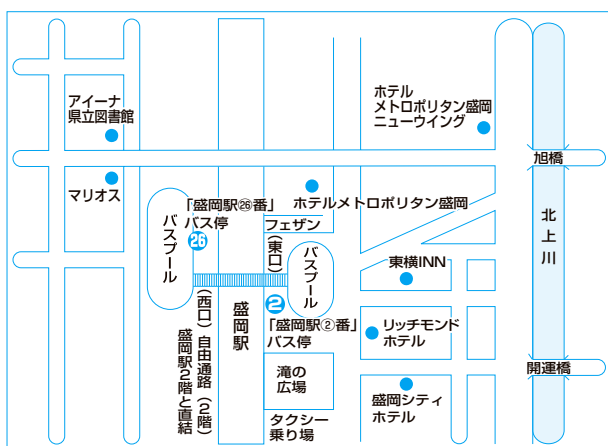 アイーナ
県立図書館
マリオス
ホテル
メトロポリタン盛岡
ニューウイング
旭橋
「盛岡駅㉖番」
バス停
26
ホテルメトロポリタン盛岡
フェザン
(東口)
バスプール
バスプール
北上川
東横INN
2
「盛岡駅②番」
バス停
リッチモンド
ホテル
盛岡駅
(西口)自由通路(2階)
盛岡駅2階と直結
滝の
広場
開運橋
盛岡シティ
ホテル
タクシー
乗り場